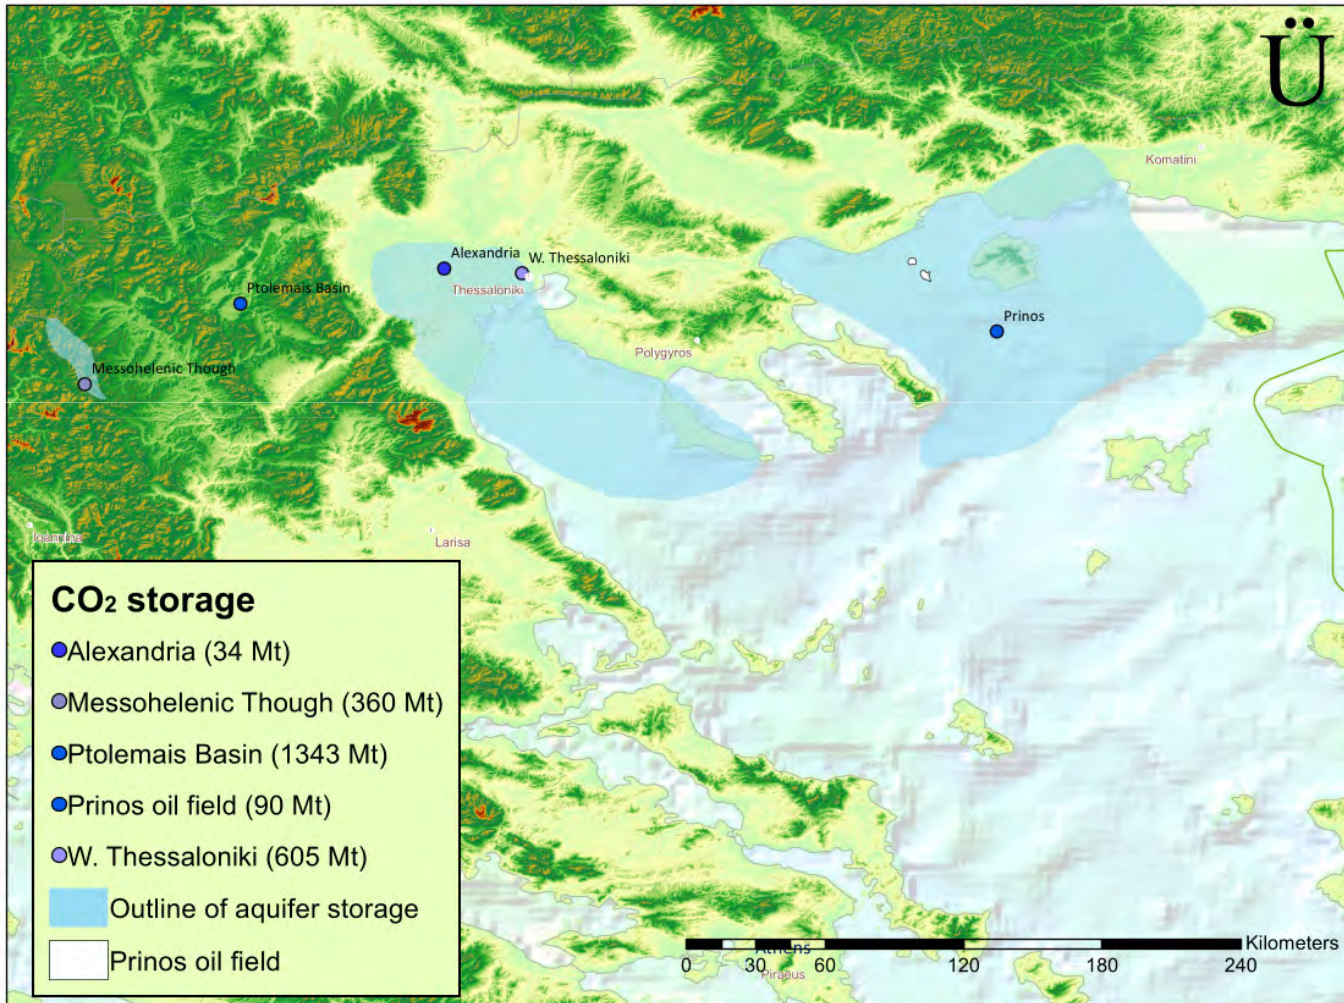 Ü
Komatini
Alexandria
W. Thessaloniki
Thessaloniki
Ptolemais Basin
Prinos
Polygyros
Messohelenic Though
Ioannina
Larisa
CO₂ storage
Alexandria (34 Mt)
Messohelenic Though (360 Mt)
Ptolemais Basin (1343 Mt)
Prinos oil field (90 Mt)
W. Thessaloniki (605 Mt)
Outline of aquifer storage
Prinos oil field
Kilometers
Athens
0 30 60 120 180 240
Piraeus